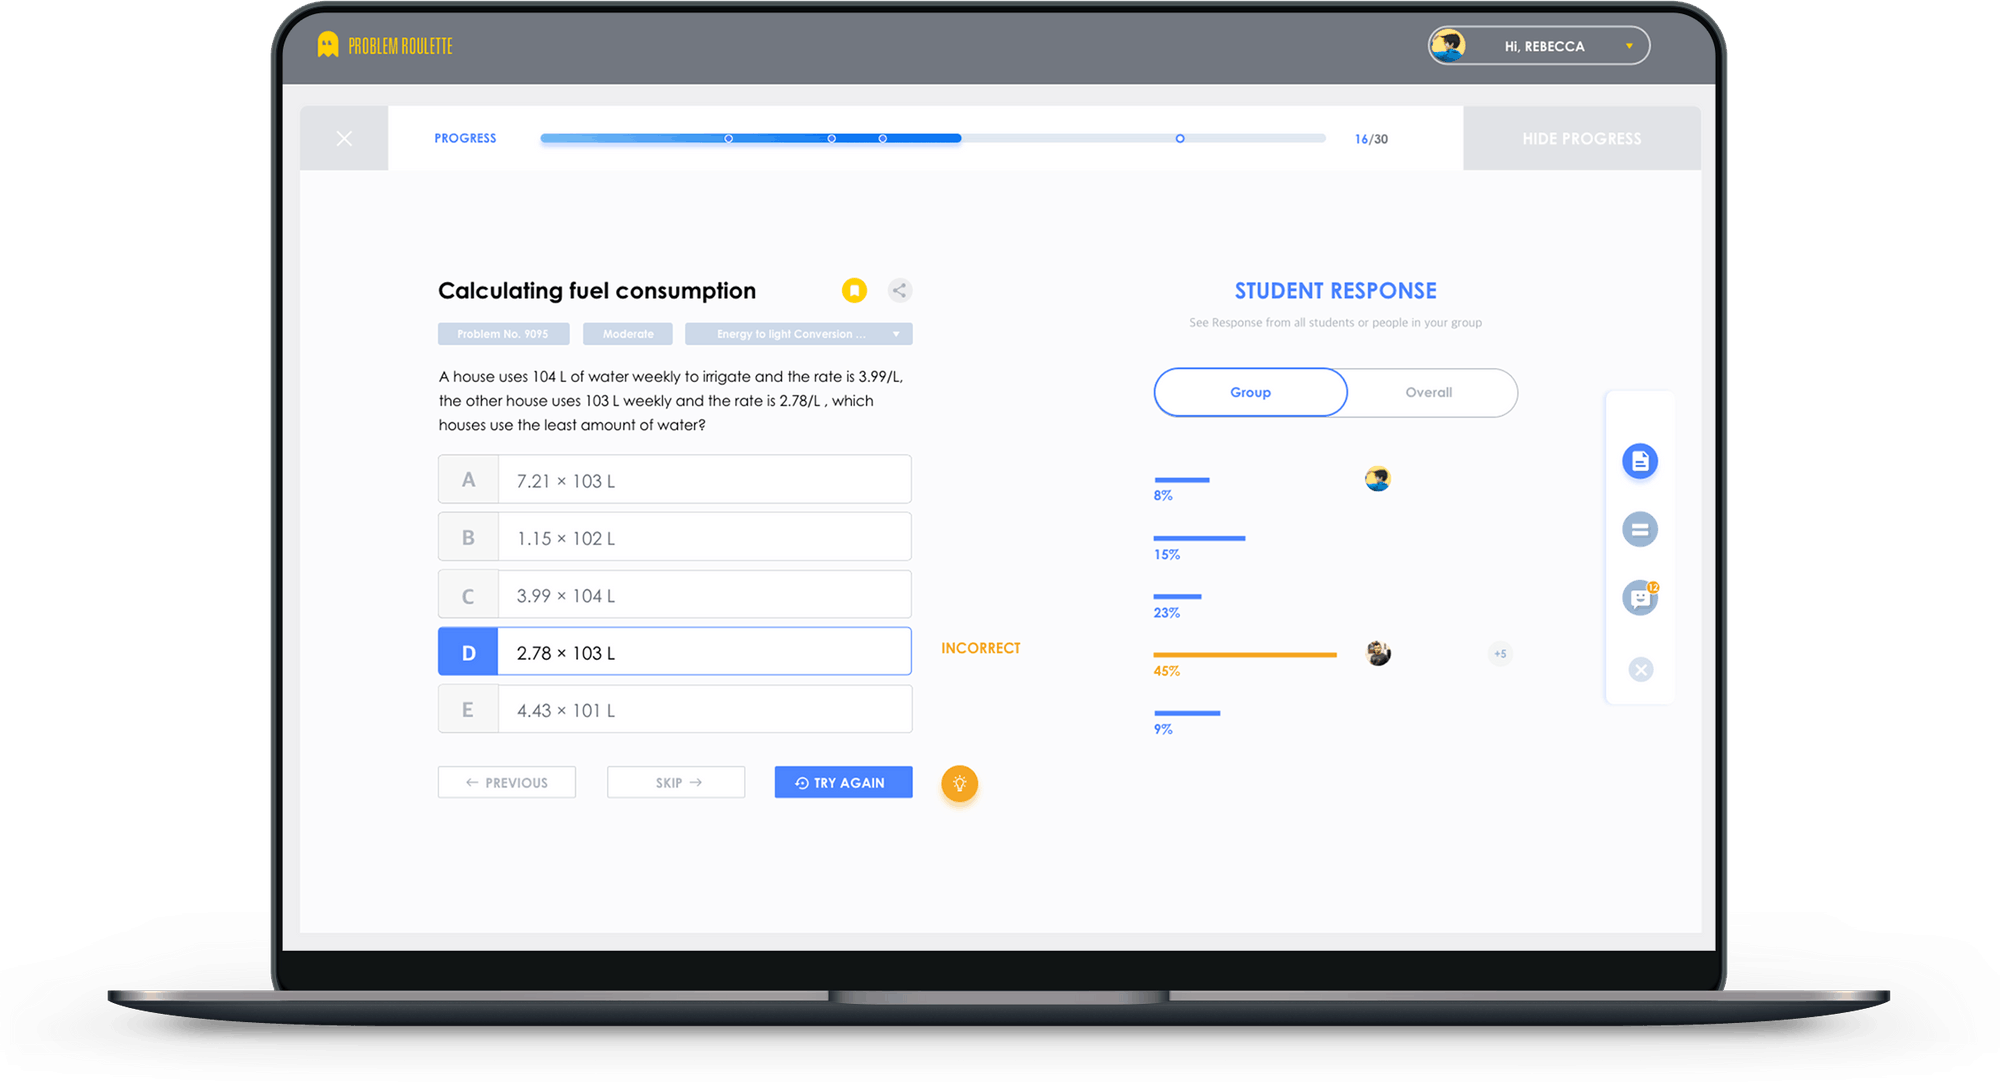 PROBLEM ROULETTE
Hi, REBECCA
PROGRESS
16/30
HIDE PROGRESS
Calculating fuel consumption
Problem No. 9095
Moderate
Energy to light Conversion ...
A house uses 104 L of water weekly to irrigate and the rate is 3.99/L,
the other house uses 103 L weekly and the rate is 2.78/L , which
houses use the least amount of water?
A
7.21 × 103 L
B
1.15 × 102 L
C
3.99 × 104 L
D
2.78 × 103 L
INCORRECT
E
4.43 × 101 L
← PREVIOUS
SKIP →
TRY AGAIN
STUDENT RESPONSE
See Response from all students or people in your group
Group
Overall
8%
15%
23%
45%
+5
9%
12